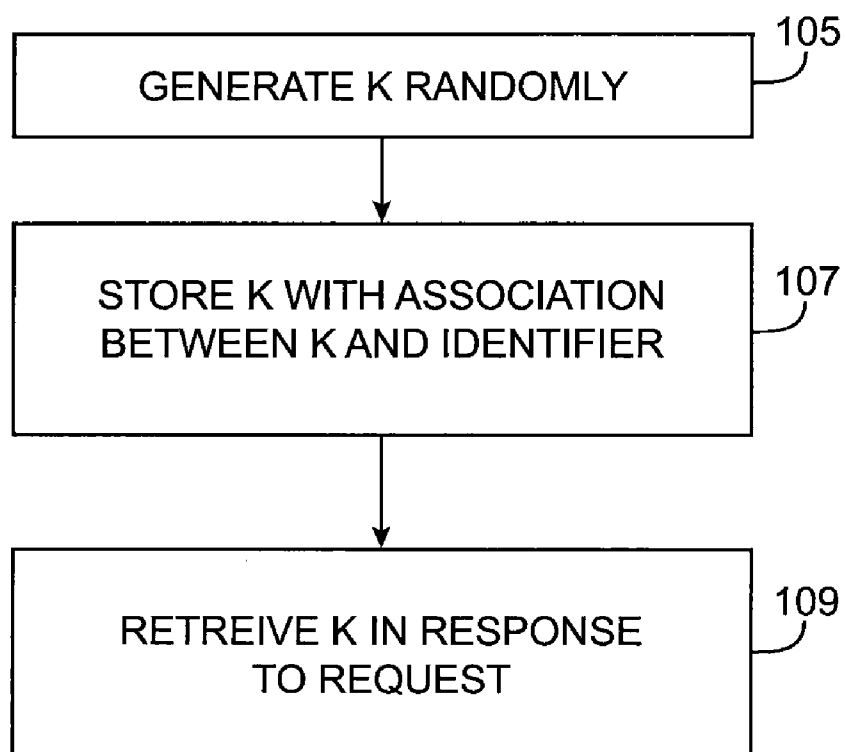 105
GENERATE K RANDOMLY
107
STORE K WITH ASSOCIATION
BETWEEN K AND IDENTIFIER
109
RETREIVE K IN RESPONSE
TO REQUEST